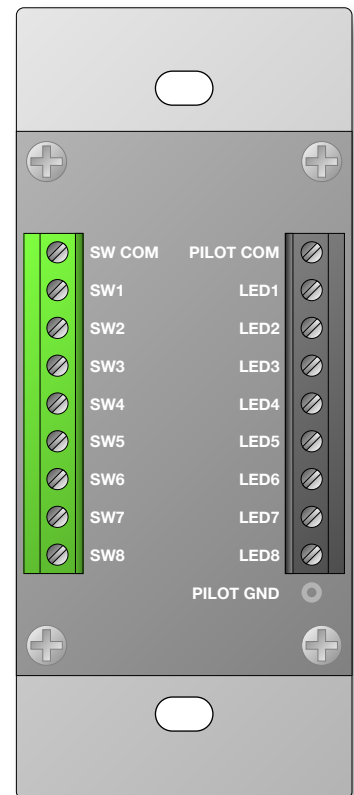 SW COM PILOT COM
SW1 LED1
SW2 LED2
SW3 LED3
SW4 LED4
SW5 LED5
SW6 LED6
SW7 LED7
SW8 LED8
PILOT GND